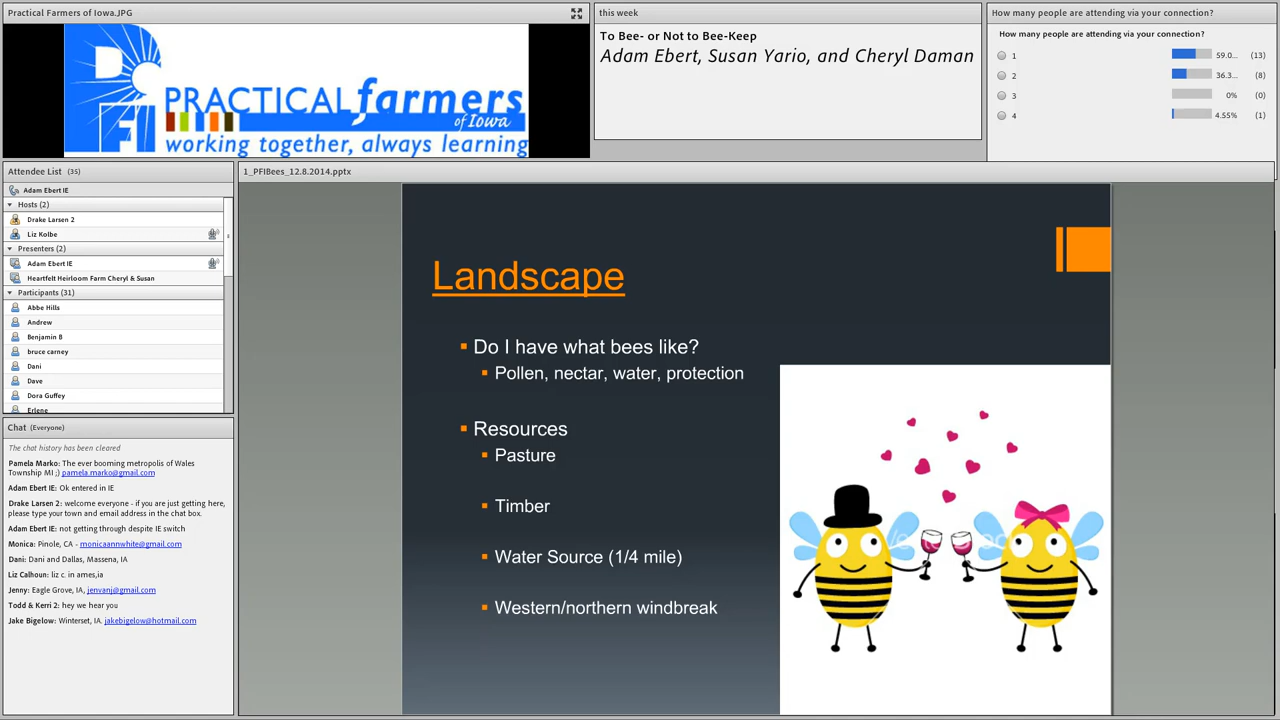 Practical Farmers of Iowa.JPG
PRACTICAL farmers
of Iowa
working together, always learning
this week
To Bee- or Not to Bee-Keep
Adam Ebert, Susan Yario, and Cheryl Daman
How many people are attending via your connection?
How many people are attending via your connection?
1 59.0... (13)
2 36.3... (8)
3 0% (0)
4 4.55% (1)
Attendee List (35)
Adam Ebert IE
Hosts (2)
Drake Larsen 2
Liz Kolbe
Presenters (2)
Adam Ebert IE
Heartfelt Heirloom Farm Cheryl & Susan
Participants (31)
Abbe Hills
Andrew
Benjamin B
bruce carney
Dani
Dave
Dora Guffey
Erlene
Chat (Everyone)
The chat history has been cleared
Pamela Marko: The ever booming metropolis of Wales
Township MI ;) pamela.marko@gmail.com
Adam Ebert IE: Ok entered in IE
Drake Larsen 2: welcome everyone - if you are just getting here,
please type your town and email address in the chat box.
Adam Ebert IE: not getting through despite IE switch
Monica: Pinole, CA - monicaannwhite@gmail.com
Dani: Dani and Dallas, Massena, IA
Liz Calhoun: liz c. in ames,ia
Jenny: Eagle Grove, IA, jenvanj@gmail.com
Todd & Kerri 2: hey we hear you
Jake Bigelow: Winterset, IA. jakebigelow@hotmail.com
1_PFIBees_12.8.2014.pptx
Landscape
Do I have what bees like?
Pollen, nectar, water, protection
Resources
Pasture
Timber
Water Source (1/4 mile)
Western/northern windbreak